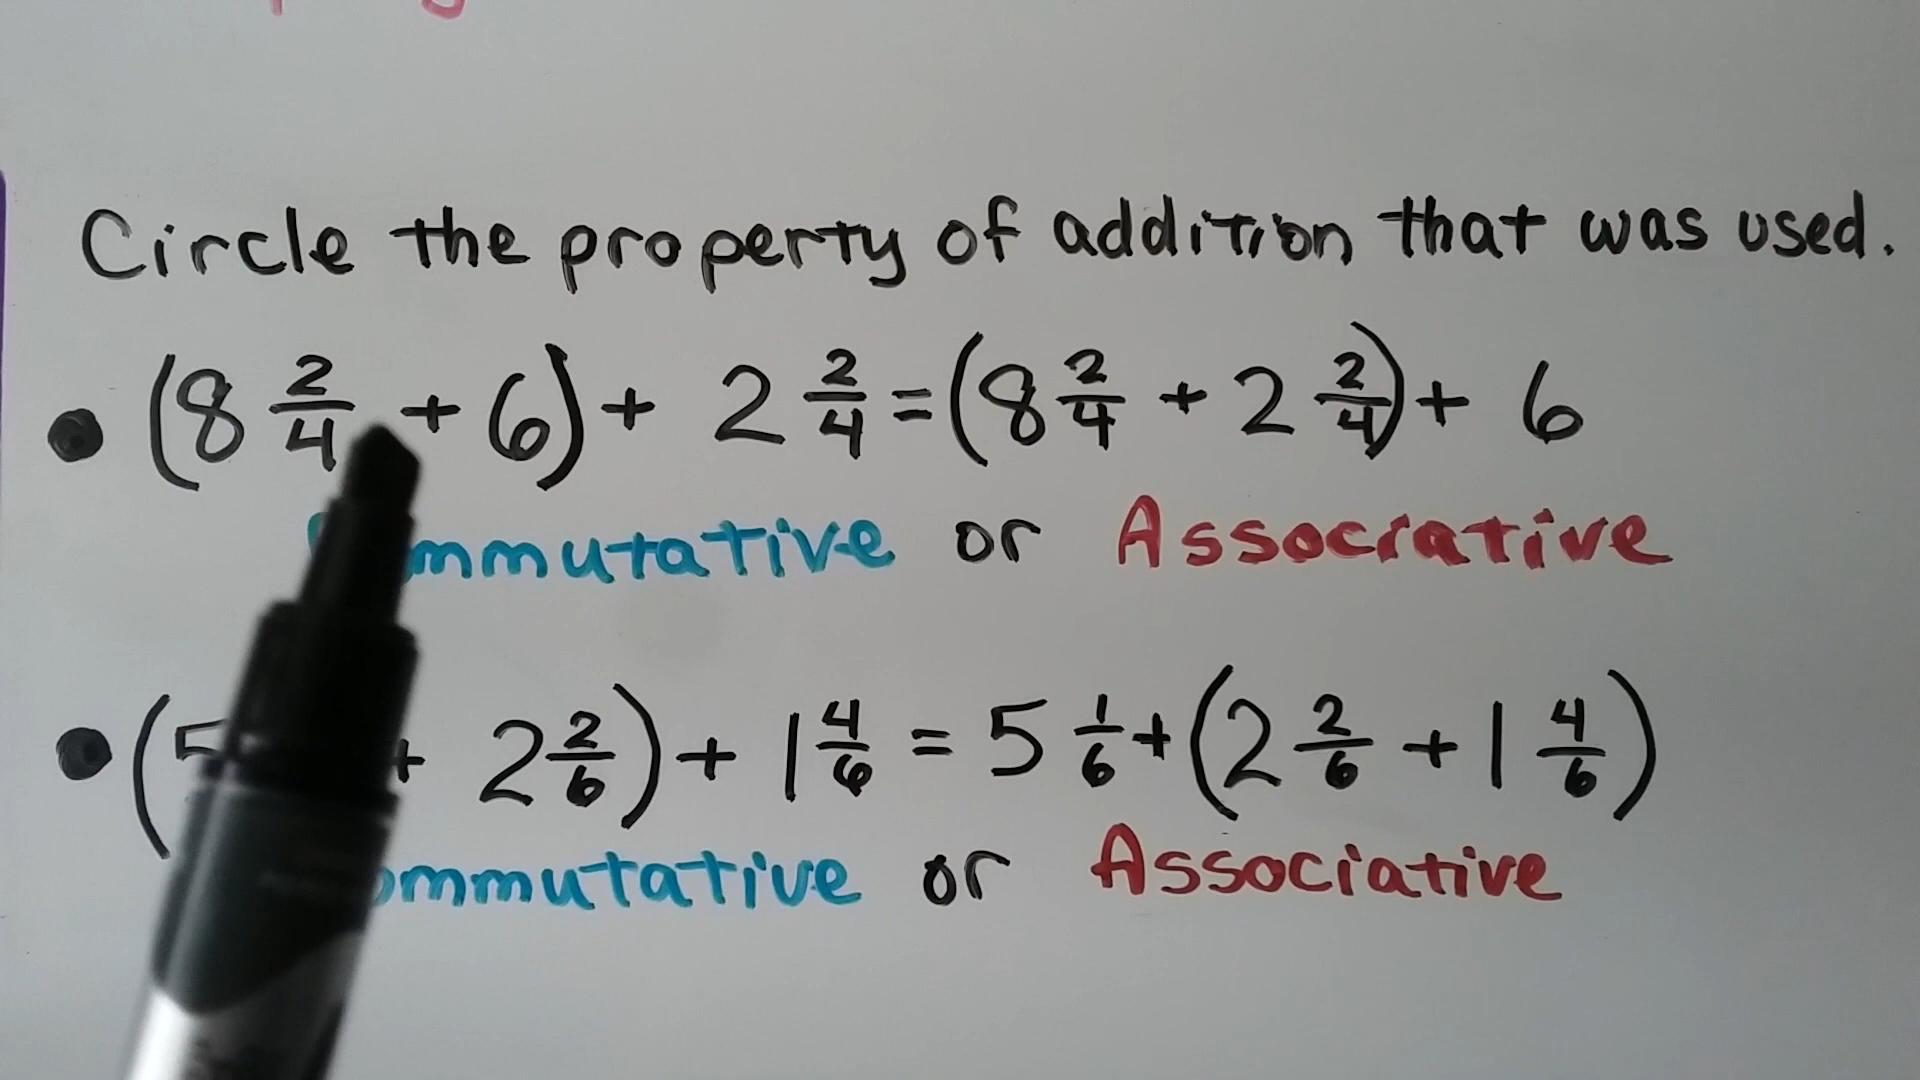 Circle the property of addition that was used.
● (8 2/4 + 6) + 2 2/4 = (8 2/4 + 2 2/4) + 6
mmutative or Associative
● (5 + 2 2/6) + 1 4/6 = 5 1/6 + (2 2/6 + 1 4/6)
ommutative or Associative